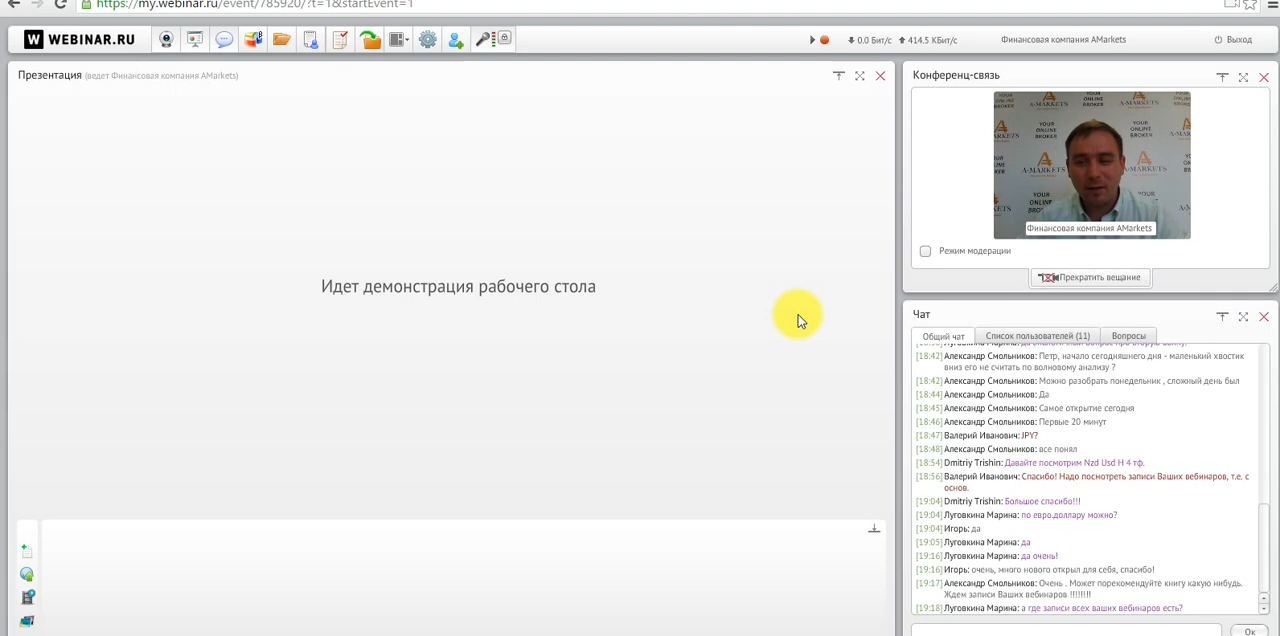 https://my.webinar.ru/event/785920/?t=1&startEvent=1
W WEBINAR.RU
0.0 Бит/с 414.5 КБит/с
Финансовая компания AMarkets
Выход
Презентация (ведет Финансовая компания AMarkets)
Идет демонстрация рабочего стола
Конференц-связь
YOUR
ONLINE
BROKER
A-MARKETS
Финансовая компания AMarkets
Режим модерации
Прекратить вещание
Чат
Общий чат
Список пользователей (11)
Вопросы
[18:42] Александр Смольников: Петр, начало сегодняшнего дня - маленький хвостик
вниз его не считать по волновому анализу ?
[18:42] Александр Смольников: Можно разобрать понедельник , сложный день был
[18:44] Александр Смольников: Да
[18:45] Александр Смольников: Самое открытие сегодня
[18:46] Александр Смольников: Первые 20 минут
[18:47] Валерий Иванович: JPY?
[18:48] Александр Смольников: все понял
[18:54] Dmitriy Trishin: Давайте посмотрим Nzd Usd H 4 тф.
[18:56] Валерий Иванович: Спасибо! Надо посмотреть записи Ваших вебинаров, т.е. с
основ.
[19:04] Dmitriy Trishin: Большое спасибо!!!
[19:04] Луговкина Марина: по евро,доллару можно?
[19:04] Игорь: да
[19:05] Луговкина Марина: да
[19:16] Луговкина Марина: да очень!
[19:16] Игорь: очень, много нового открыл для себя, спасибо!
[19:17] Александр Смольников: Очень . Может порекомендуйте книгу какую нибудь.
Ждем записи Ваших вебинаров !!!!!!!!
[19:18] Луговкина Марина: а где записи всех ваших вебинаров есть?
Ок